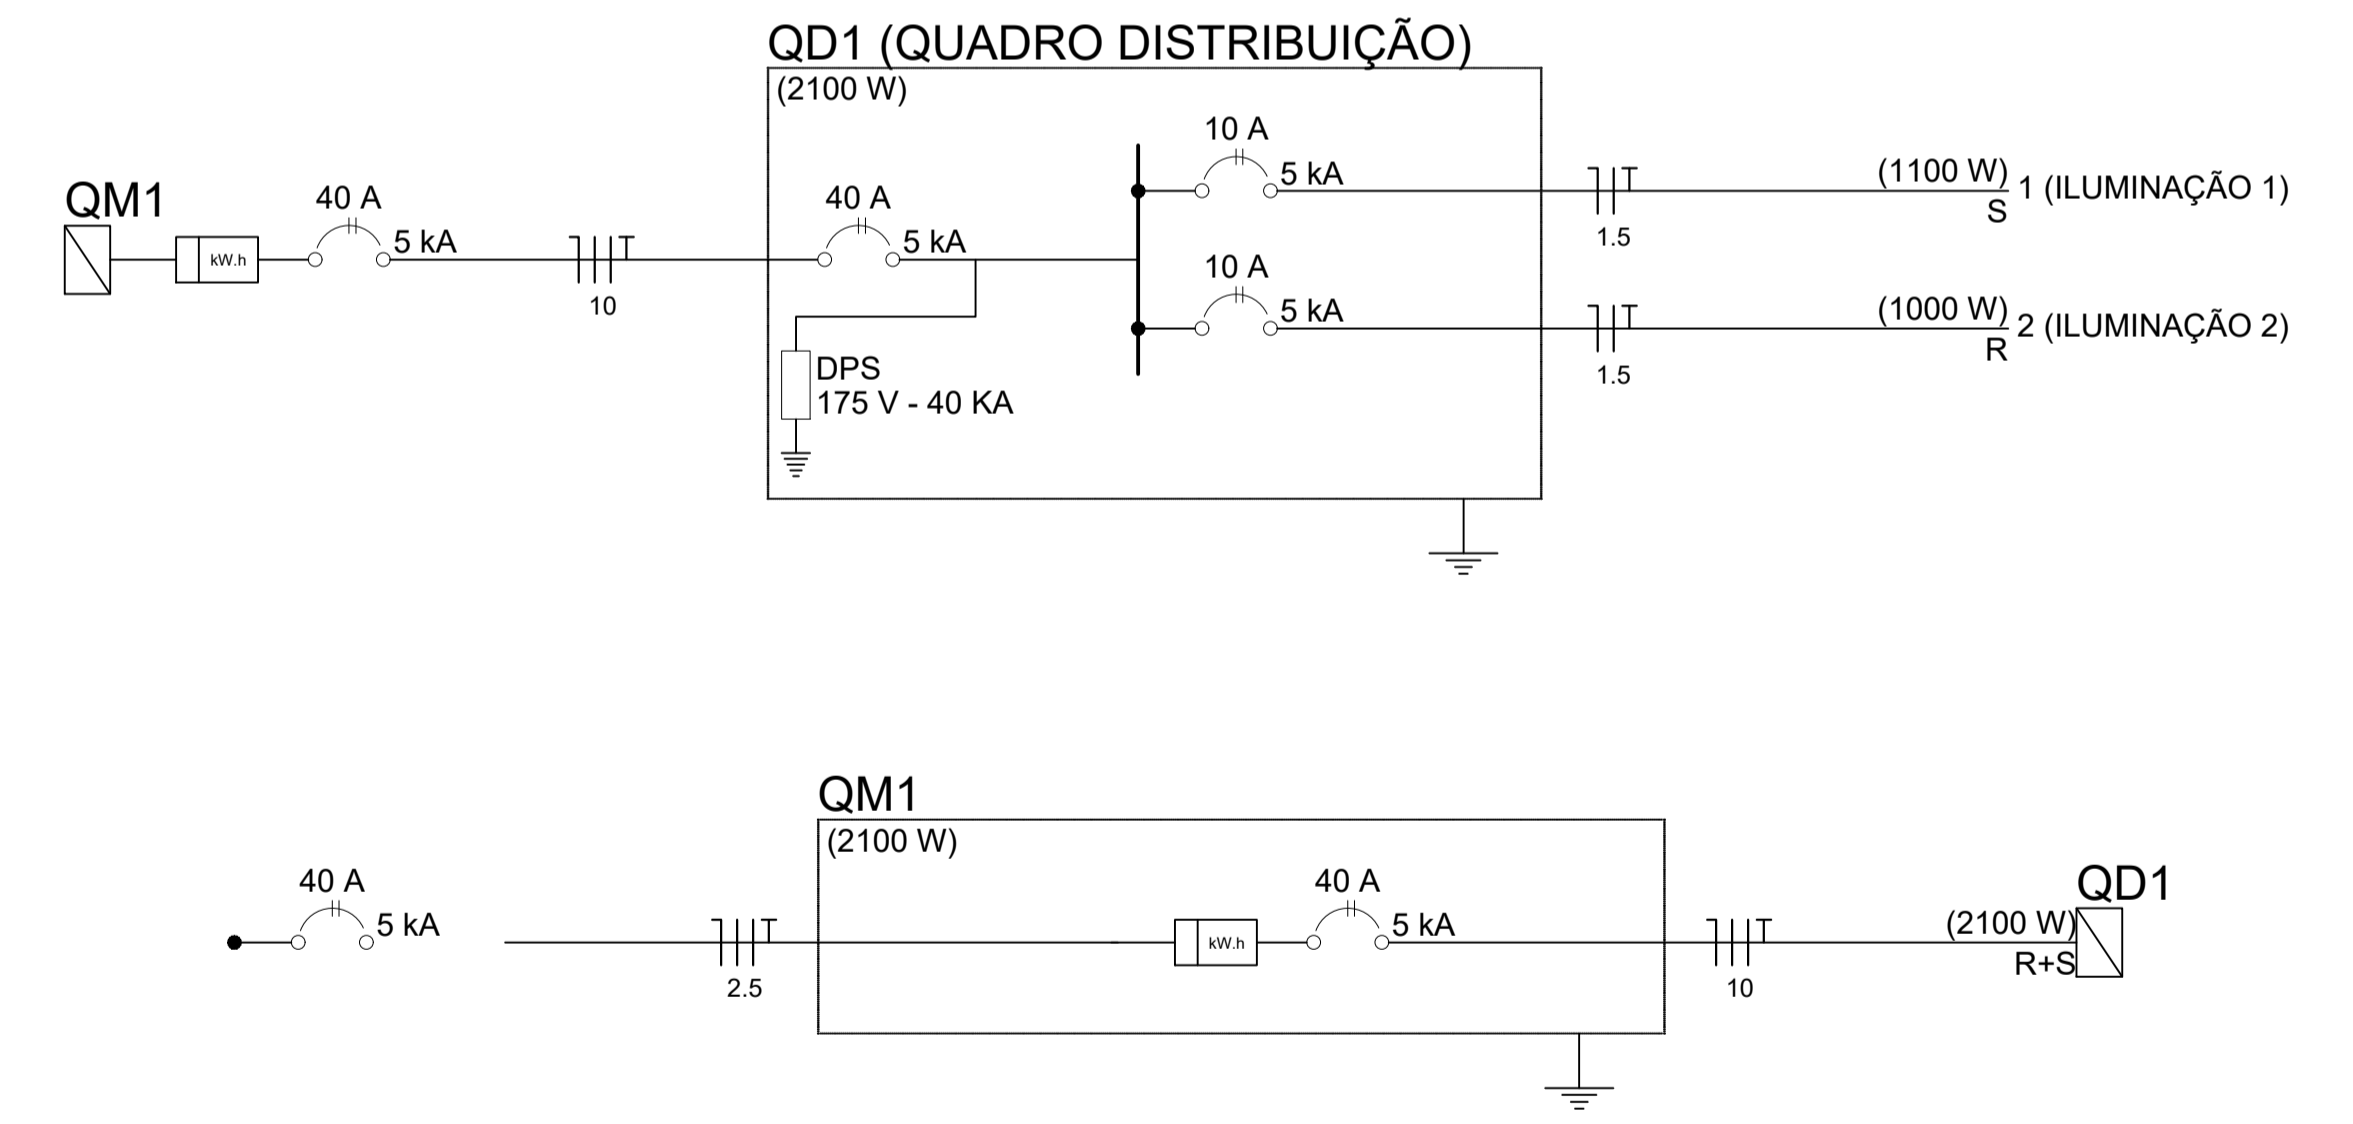 QD1 (QUADRO DISTRIBUIÇÃO)
(2100 W)
QM1
kW.h
40 A
5 kA
10
40 A
5 kA
DPS
175 V - 40 KA
10 A
5 kA
1.5
(1100 W)
S
1 (ILUMINAÇÃO 1)
10 A
5 kA
1.5
(1000 W)
R
2 (ILUMINAÇÃO 2)
QM1
(2100 W)
40 A
5 kA
2.5
kW.h
40 A
5 kA
10
(2100 W)
R+S
QD1